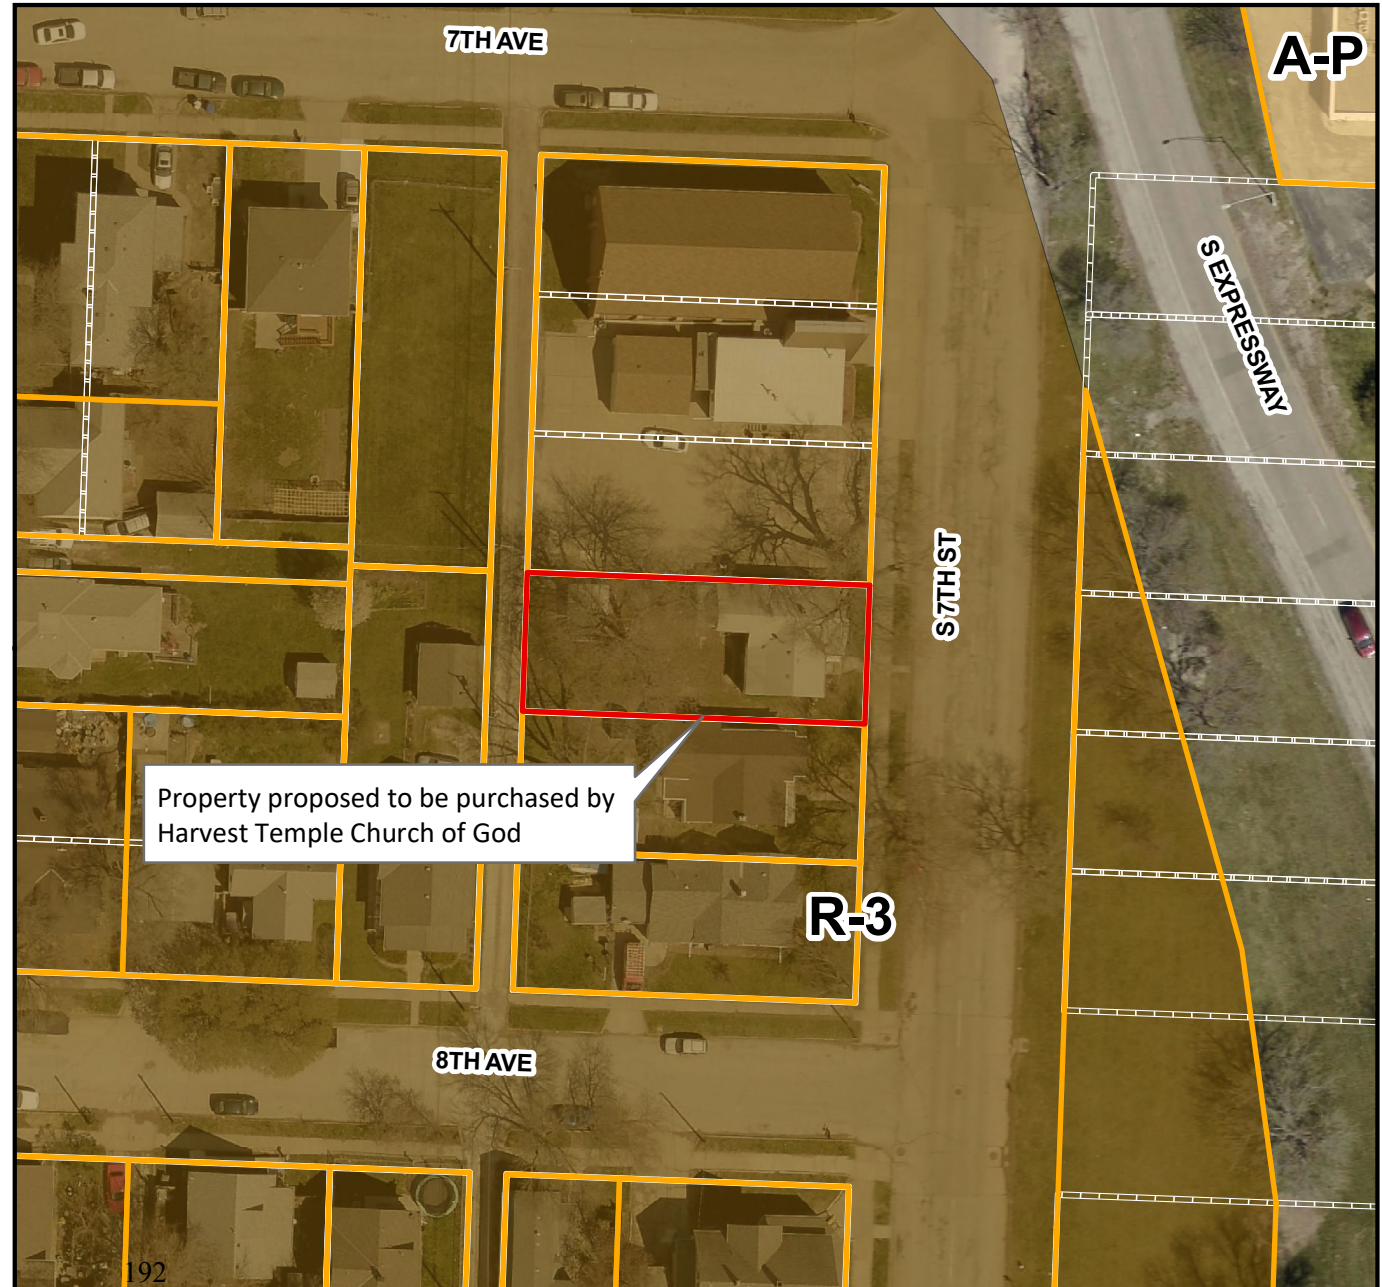 7TH AVE
A-P
S EXPRESSWAY
S 7TH ST
Property proposed to be purchased by
Harvest Temple Church of God
R-3
8TH AVE
192